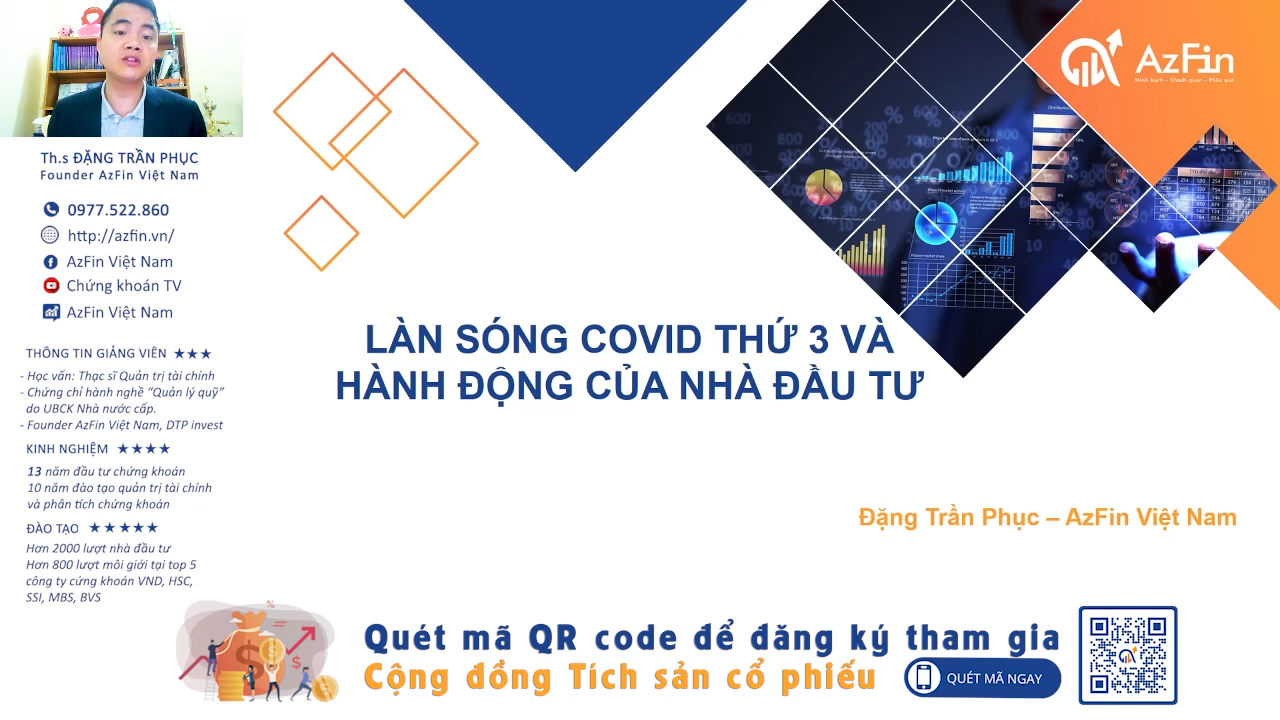 AzFin
Minh bạch – Khách quan – Hiệu quả
Th.s ĐẶNG TRẦN PHỤC
Founder AzFin Việt Nam
0977.522.860
http://azfin.vn/
AzFin Việt Nam
Chứng khoán TV
AzFin Việt Nam
THÔNG TIN GIẢNG VIÊN ★★★
- Học vấn: Thạc sĩ Quản trị tài chính
- Chứng chỉ hành nghề “Quản lý quỹ”
do UBCK Nhà nước cấp.
- Founder AzFin Việt Nam, DTP invest
KINH NGHIỆM ★★★★
13 năm đầu tư chứng khoán
10 năm đào tạo quản trị tài chính
và phân tích chứng khoán
ĐÀO TẠO ★★★★★
Hơn 2000 lượt nhà đầu tư
Hơn 800 lượt môi giới tại top 5
công ty cứng khoán VND, HSC,
SSI, MBS, BVS
LÀN SÓNG COVID THỨ 3 VÀ
HÀNH ĐỘNG CỦA NHÀ ĐẦU TƯ
Đặng Trần Phục – AzFin Việt Nam
Quét mã QR code để đăng ký tham gia
Cộng đồng Tích sản cổ phiếu
QUÉT MÃ NGAY